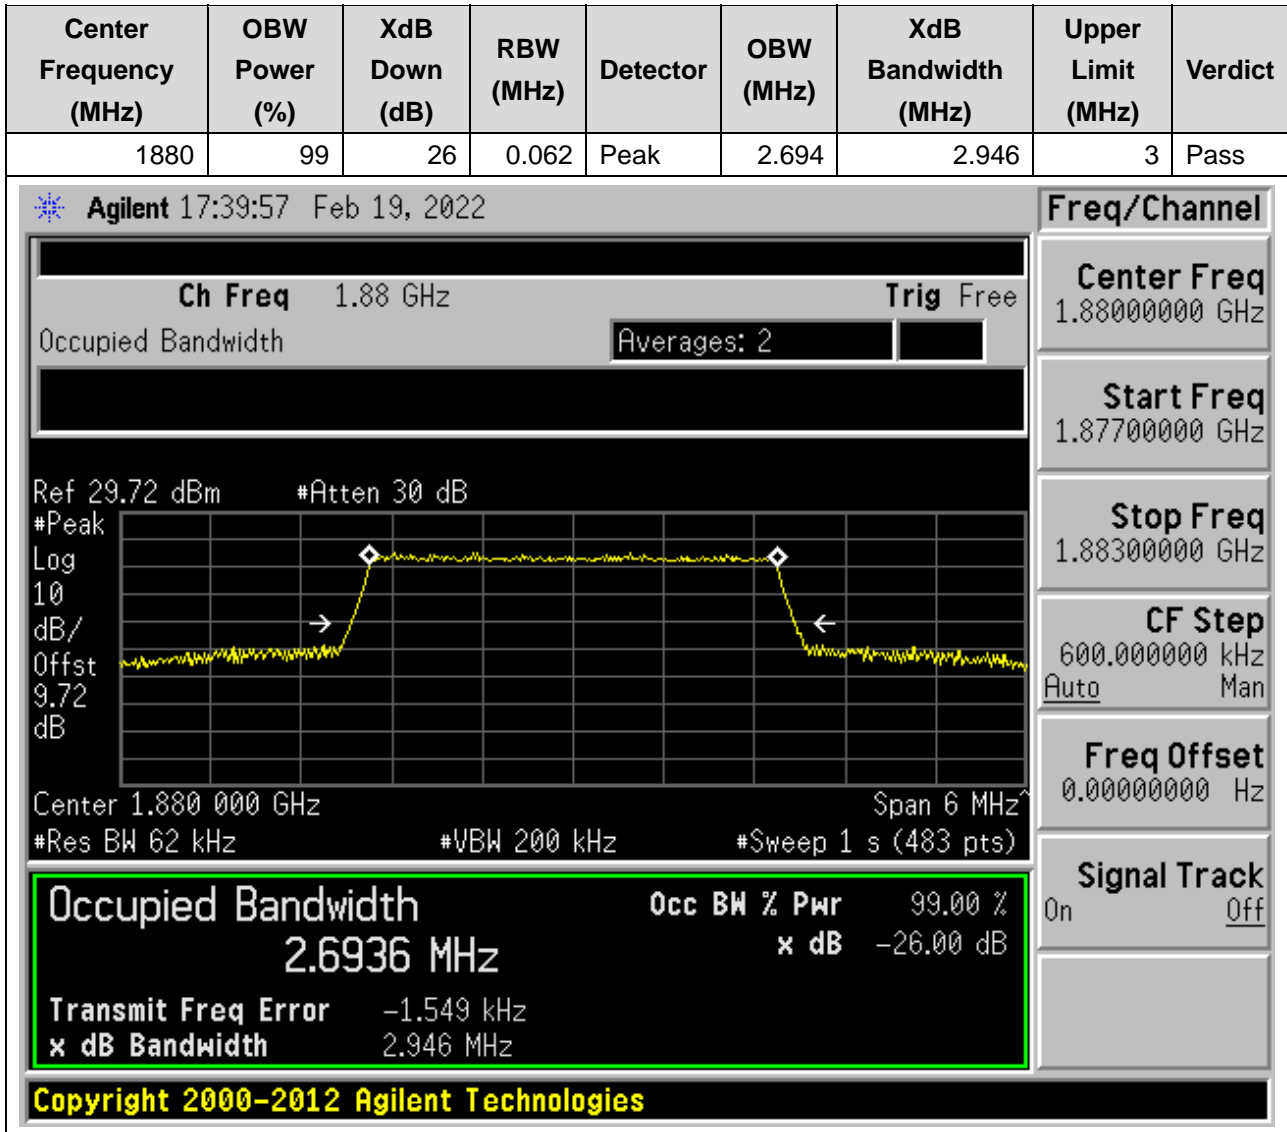 Center Frequency (MHz) OBW Power (%) XdB Down (dB) RBW (MHz) Detector OBW (MHz) XdB Bandwidth (MHz) Upper Limit (MHz) Verdict
1880 99 26 0.062 Peak 2.694 2.946 3 Pass
Agilent 17:39:57 Feb 19, 2022
Ch Freq 1.88 GHz Trig Free
Occupied Bandwidth Averages: 2
Ref 29.72 dBm #Atten 30 dB
#Peak
Log
10
dB/
Offst
9.72
dB
Center 1.880 000 GHz Span 6 MHz^
#Res BW 62 kHz #VBW 200 kHz #Sweep 1 s (483 pts)
Occupied Bandwidth Occ BW % Pwr 99.00 %
2.6936 MHz x dB -26.00 dB
Transmit Freq Error -1.549 kHz
x dB Bandwidth 2.946 MHz
Copyright 2000-2012 Agilent Technologies
Freq/Channel
Center Freq
1.88000000 GHz
Start Freq
1.87700000 GHz
Stop Freq
1.88300000 GHz
CF Step
600.000000 kHz
Auto Man
Freq Offset
0.00000000 Hz
Signal Track
On Off